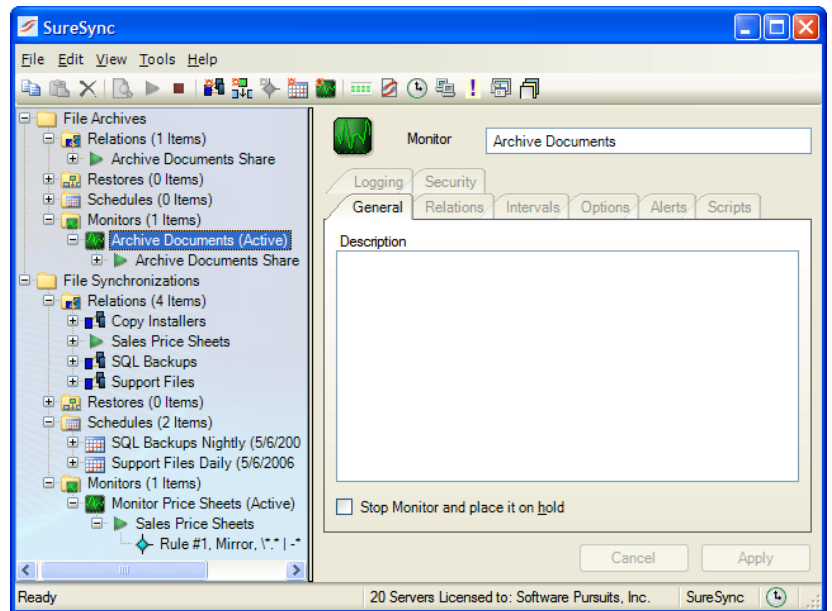 SureSync
File Edit View Tools Help
File Archives
Relations (1 Items)
Archive Documents Share
Restores (0 Items)
Schedules (0 Items)
Monitors (1 Items)
Archive Documents (Active)
Archive Documents Share
File Synchronizations
Relations (4 Items)
Copy Installers
Sales Price Sheets
SQL Backups
Support Files
Restores (0 Items)
Schedules (2 Items)
SQL Backups Nightly (5/6/200
Support Files Daily (5/6/2006
Monitors (1 Items)
Monitor Price Sheets (Active)
Sales Price Sheets
Rule #1, Mirror, \*.* | -*
Monitor Archive Documents
Logging Security
General Relations Intervals Options Alerts Scripts
Description
Stop Monitor and place it on hold
Cancel Apply
Ready 20 Servers Licensed to: Software Pursuits, Inc. SureSync